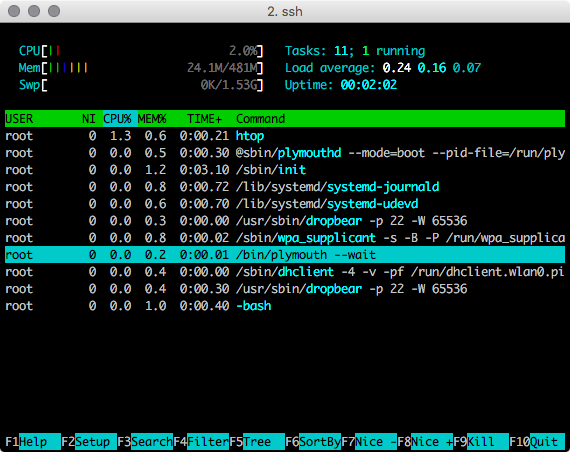 2. ssh
CPU[|| 2.0%] Tasks: 11; 1 running
Mem[|||||| 24.1M/481M] Load average: 0.24 0.16 0.07
Swp[ 0K/1.53G] Uptime: 00:02:02
USER NI CPU% MEM% TIME+ Command
root 0 1.3 0.6 0:00.21 htop
root 0 0.0 0.5 0:00.30 @sbin/plymouthd --mode=boot --pid-file=/run/ply
root 0 0.0 1.2 0:03.10 /sbin/init
root 0 0.0 0.8 0:00.72 /lib/systemd/systemd-journald
root 0 0.0 0.6 0:00.70 /lib/systemd/systemd-udevd
root 0 0.0 0.3 0:00.00 /usr/sbin/dropbear -p 22 -W 65536
root 0 0.0 0.8 0:00.02 /sbin/wpa_supplicant -s -B -P /run/wpa_supplica
root 0 0.0 0.2 0:00.01 /bin/plymouth --wait
root 0 0.0 0.4 0:00.00 /sbin/dhclient -4 -v -pf /run/dhclient.wlan0.pi
root 0 0.0 0.4 0:00.30 /usr/sbin/dropbear -p 22 -W 65536
root 0 0.0 1.0 0:00.40 -bash
F1Help F2Setup F3SearchF4FilterF5Tree F6SortByF7Nice -F8Nice +F9Kill F10Quit